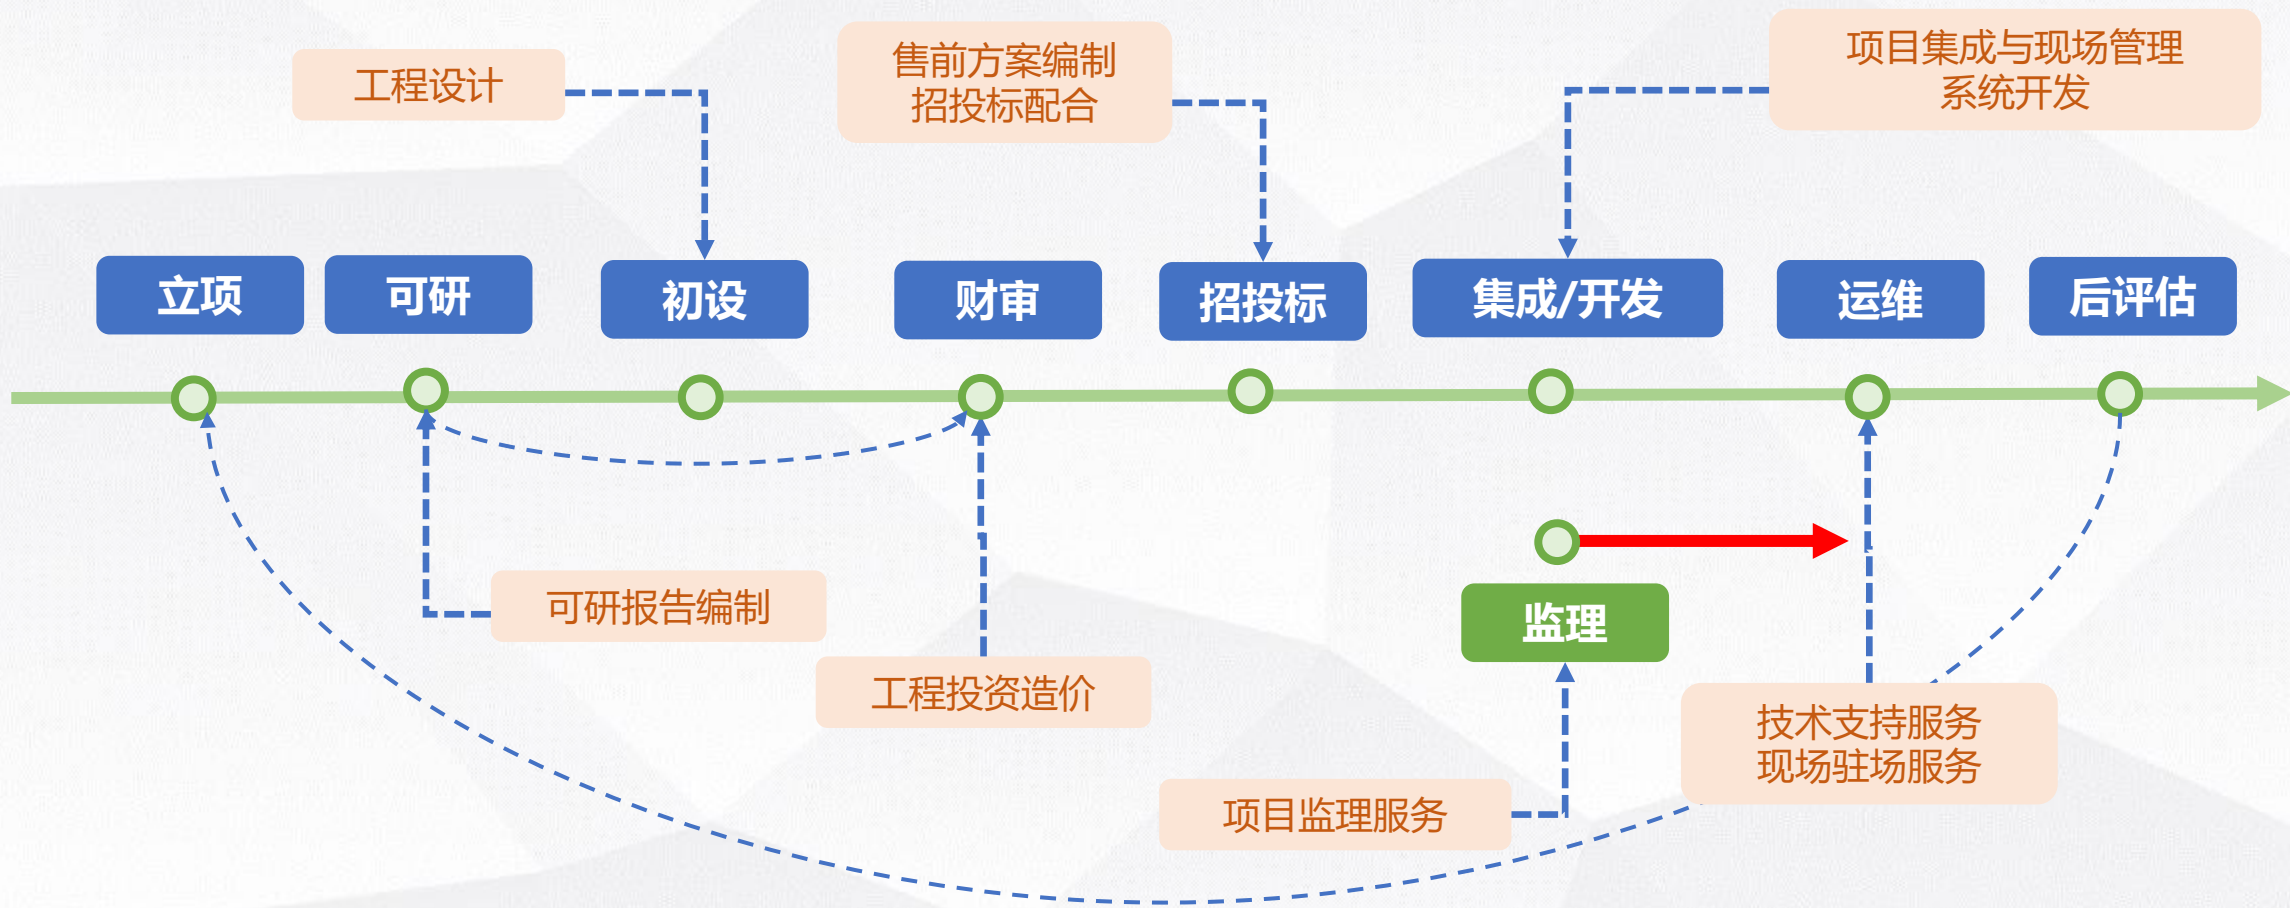 工程设计
售前方案编制
招投标配合
项目集成与现场管理
系统开发
立项
可研
初设
财审
招投标
集成/开发
运维
后评估
可研报告编制
监理
工程投资造价
技术支持服务
现场驻场服务
项目监理服务